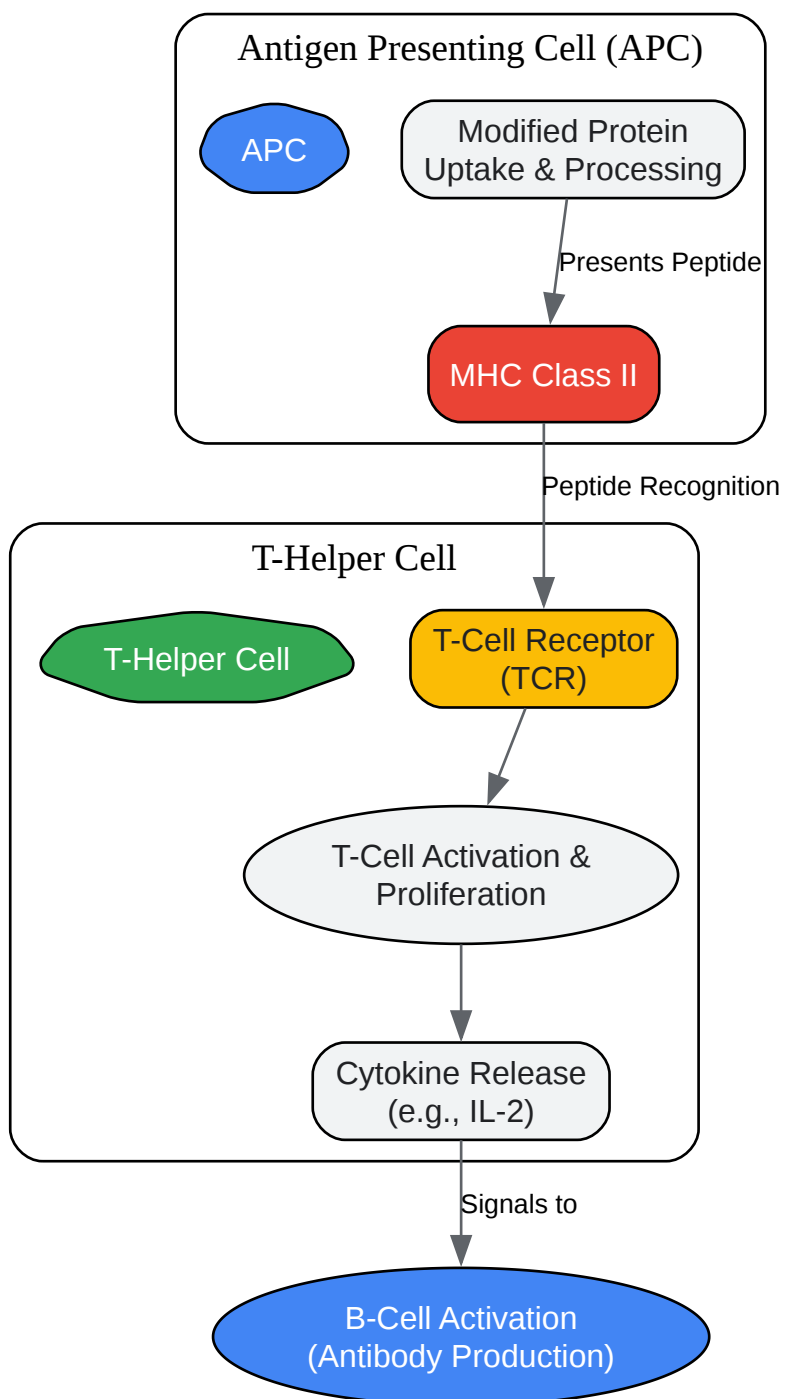 Antigen Presenting Cell (APC)
APC
Modified Protein
Uptake & Processing
Presents Peptide
MHC Class II
Peptide Recognition
T-Helper Cell
T-Helper Cell
T-Cell Receptor
(TCR)
T-Cell Activation &
Proliferation
Cytokine Release
(e.g., IL-2)
Signals to
B-Cell Activation
(Antibody Production)